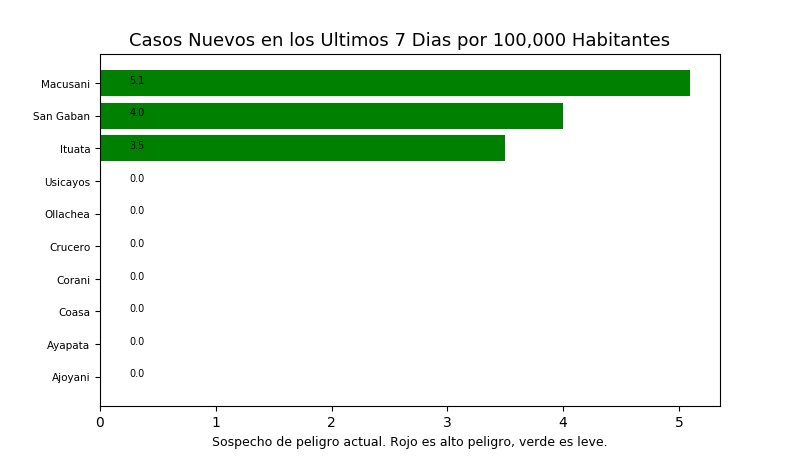 Casos Nuevos en los Ultimos 7 Dias por 100,000 Habitantes
Macusani 5.1
San Gaban 4.0
Ituata 3.5
Usicayos 0.0
Ollachea 0.0
Crucero 0.0
Corani 0.0
Coasa 0.0
Ayapata 0.0
Ajoyani 0.0
0 1 2 3 4 5
Sospecho de peligro actual. Rojo es alto peligro, verde es leve.